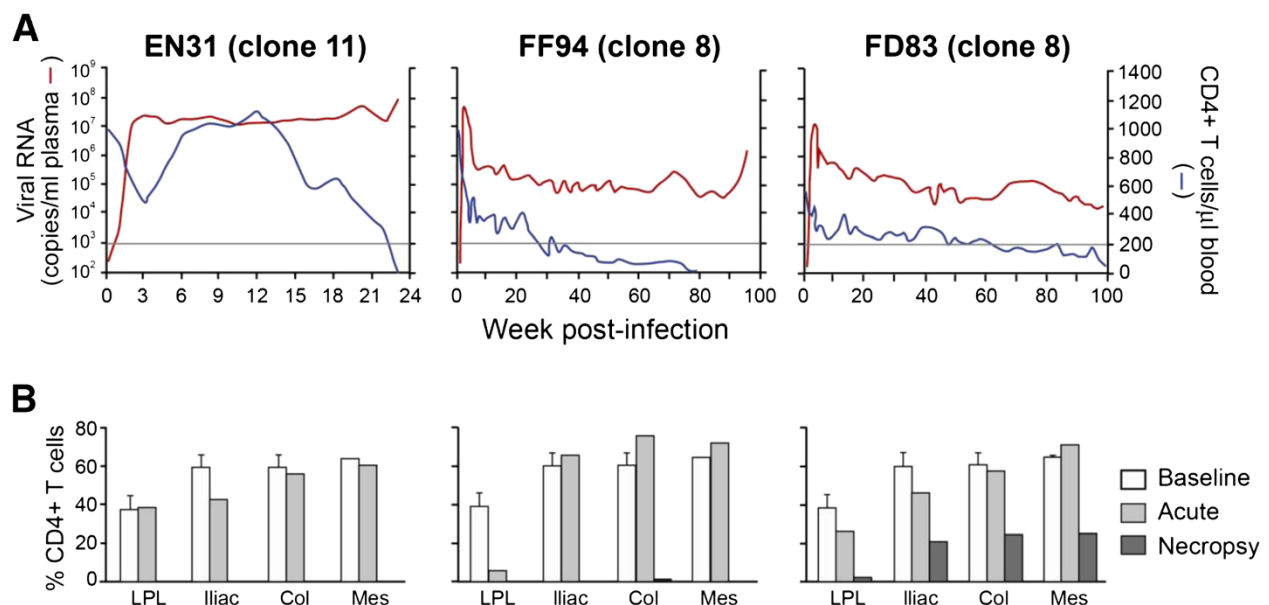 A
EN31 (clone 11)
FF94 (clone 8)
FD83 (clone 8)
Viral RNA
(copies/ml plasma —)
10⁹
10⁸
10⁷
10⁶
10⁵
10⁴
10³
10²
0 3 6 9 12 15 18 21 24
0 20 40 60 80 100
0 20 40 60 80 100
1400
1200
1000
800
600
400
200
0
CD4+ T cells/µl blood
(—)
Week post-infection
B
% CD4+ T cells
80
60
40
20
0
LPL Iliac Col Mes
LPL Iliac Col Mes
LPL Iliac Col Mes
Baseline
Acute
Necropsy